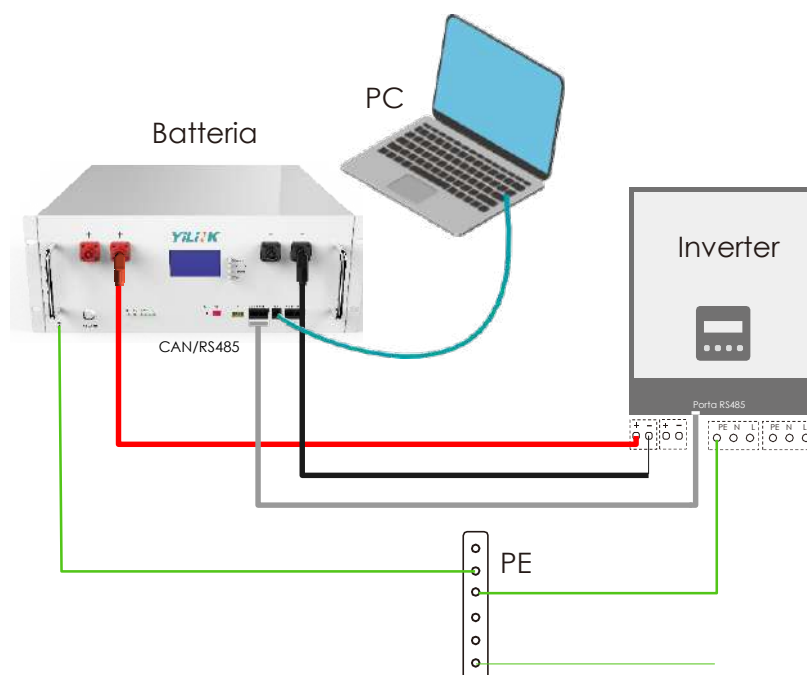 PC
Batteria
+ + - -
YiLiNK
Inverter
CAN/RS485
Porta RS485
+ - + -
PE N L PE N L
PE